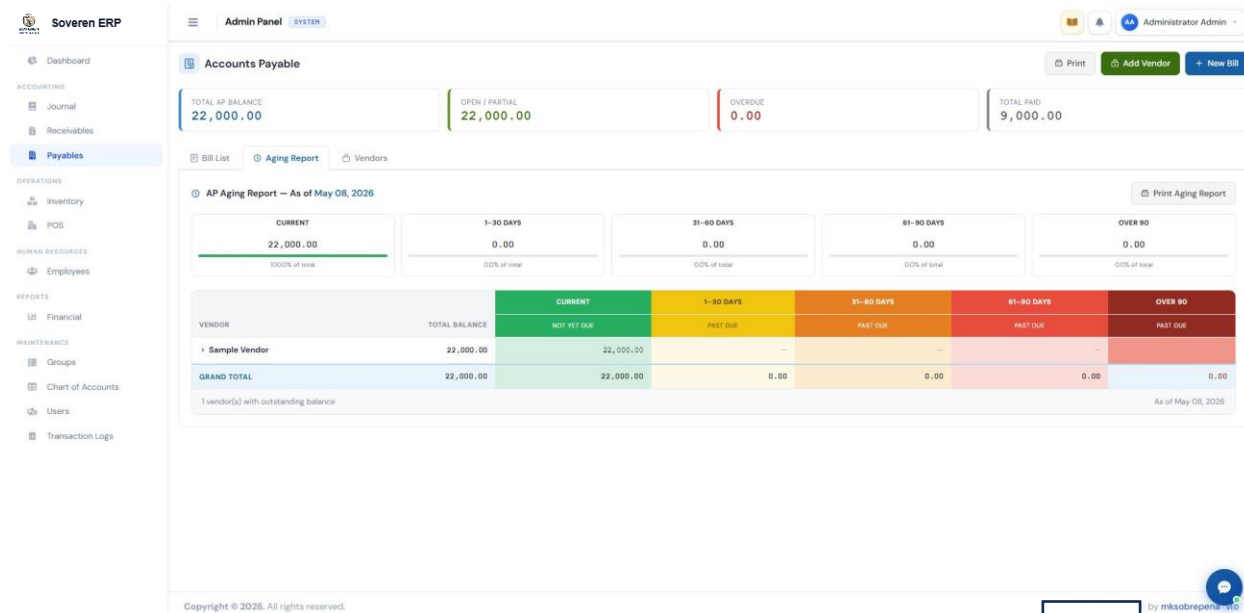 Soveren ERP
Admin Panel SYSTEM
AA Administrator Admin
Dashboard
ACCOUNTING
Journal
Receivables
Payables
OPERATIONS
Inventory
POS
HUMAN RESOURCES
Employees
REPORTS
Financial
MAINTENANCE
Groups
Chart of Accounts
Users
Transaction Logs
Accounts Payable
Print
Add Vendor
+ New Bill
TOTAL AP BALANCE
22,000.00
OPEN / PARTIAL
22,000.00
OVERDUE
0.00
TOTAL PAID
9,000.00
Bill List Aging Report Vendors
AP Aging Report — As of May 08, 2026
Print Aging Report
CURRENT
22,000.00
100.0% of total
1–30 DAYS
0.00
0.0% of total
31–60 DAYS
0.00
0.0% of total
61–90 DAYS
0.00
0.0% of total
OVER 90
0.00
0.0% of total
CURRENT 1–30 DAYS 31–60 DAYS 61–90 DAYS OVER 90
VENDOR TOTAL BALANCE NOT YET DUE PAST DUE PAST DUE PAST DUE PAST DUE
› Sample Vendor 22,000.00 22,000.00 — — —
GRAND TOTAL 22,000.00 22,000.00 0.00 0.00 0.00 0.00
1 vendor(s) with outstanding balance As of May 08, 2026
Copyright © 2026. All rights reserved.
by mksobrepena